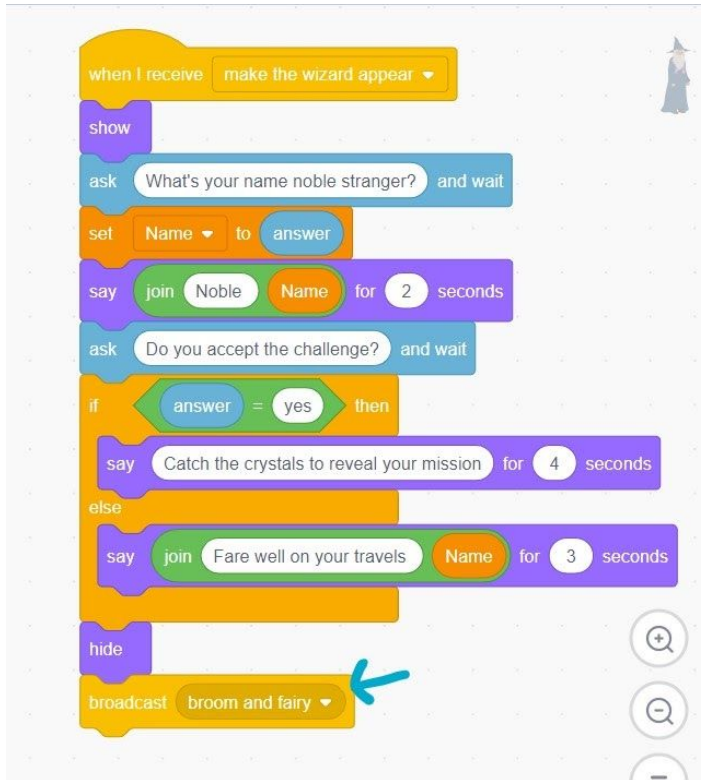 when I receive make the wizard appear
show
ask What's your name noble stranger? and wait
set Name to answer
say join Noble Name for 2 seconds
ask Do you accept the challenge? and wait
if answer = yes then
say Catch the crystals to reveal your mission for 4 seconds
else
say join Fare well on your travels Name for 3 seconds
hide
broadcast broom and fairy